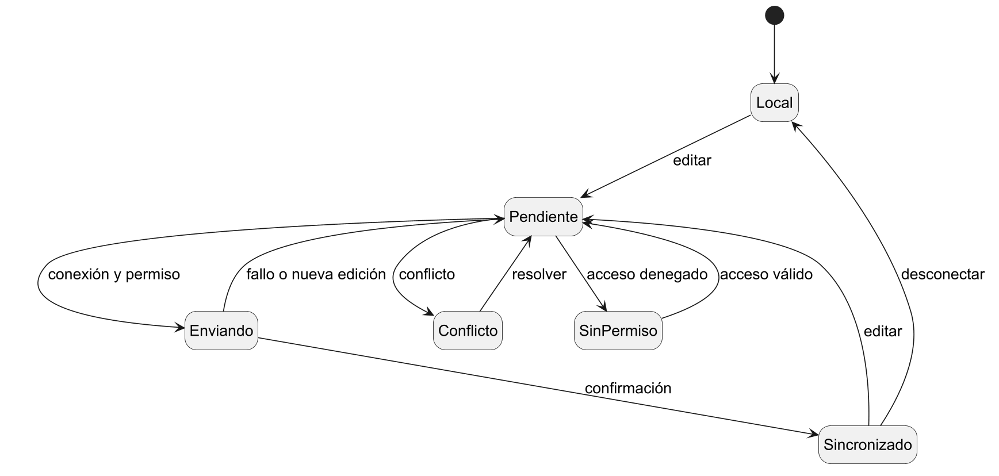 Local
editar
Pendiente
conexión y permiso
fallo o nueva edición
conflicto
resolver
acceso denegado
acceso válido
desconectar
Enviando
Conflicto
SinPermiso
editar
confirmación
Sincronizado